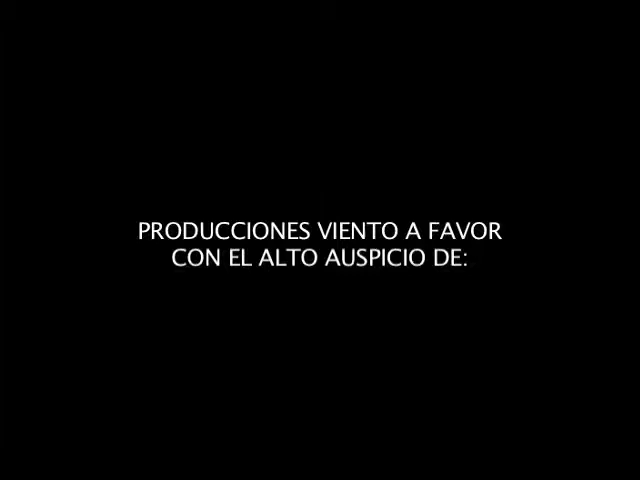 PRODUCCIONES VIENTO A FAVOR
CON EL ALTO AUSPICIO DE: